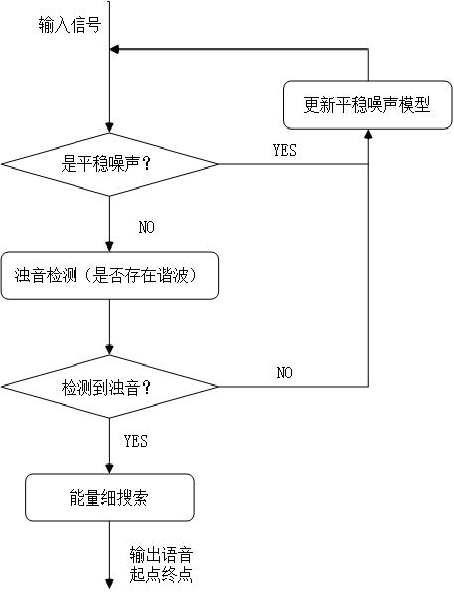 输入信号
更新平稳噪声模型
是平稳噪声？
YES
NO
浊音检测（是否存在谐波）
检测到浊音？
NO
YES
能量细搜索
输出语音
起点终点